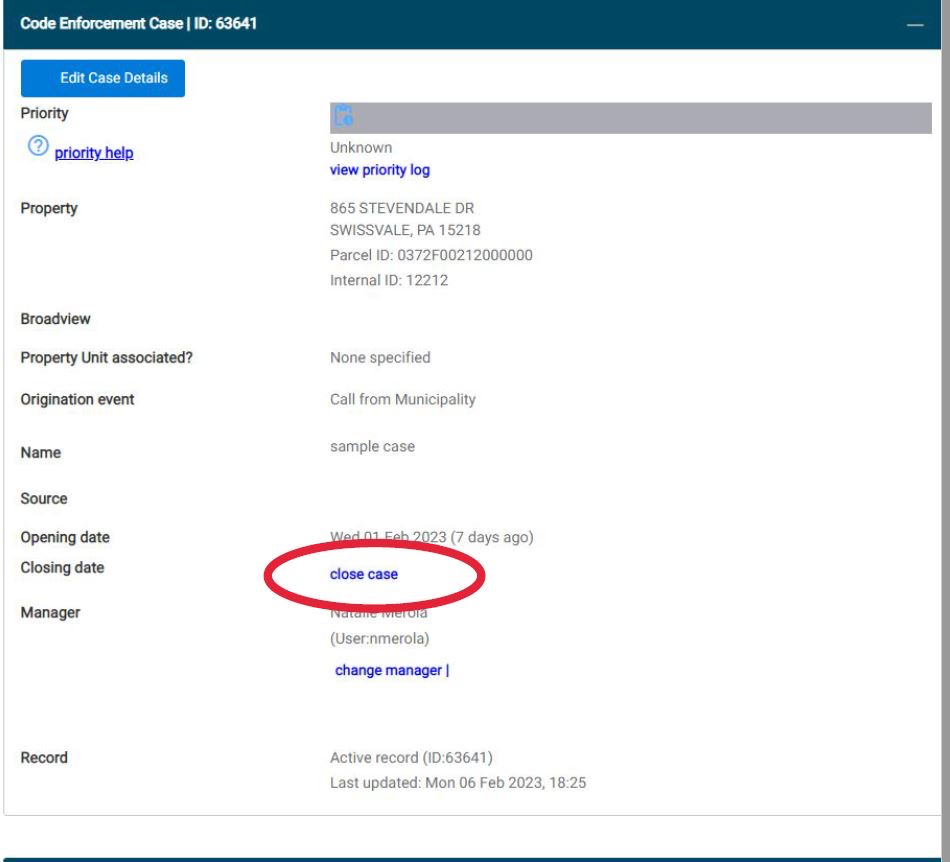 Code Enforcement Case | ID: 63641
Edit Case Details
Priority
priority help
Unknown
view priority log
Property
865 STEVENDALE DR
SWISSVALE, PA 15218
Parcel ID: 0372F00212000000
Internal ID: 12212
Broadview
Property Unit associated?
None specified
Origination event
Call from Municipality
Name
sample case
Source
Opening date
Wed 01 Feb 2023 (7 days ago)
Closing date
close case
Manager
Natalie Merola
(User:nmerola)
change manager |
Record
Active record (ID:63641)
Last updated: Mon 06 Feb 2023, 18:25